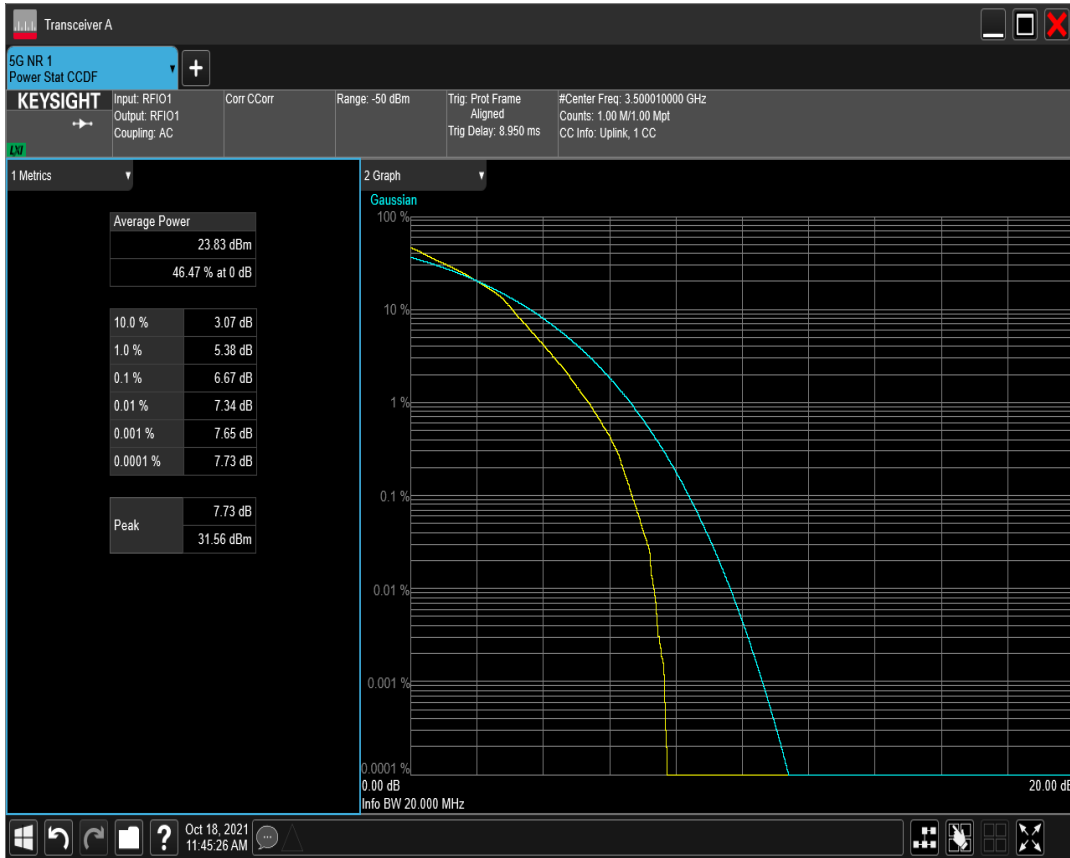 Transceiver A
5G NR 1
Power Stat CCDF
KEYSIGHT
LXI
Input: RFIO1
Output: RFIO1
Coupling: AC
Corr CCorr
Range: -50 dBm
Trig: Prot Frame
Aligned
Trig Delay: 8.950 ms
#Center Freq: 3.500010000 GHz
Counts: 1.00 M/1.00 Mpt
CC Info: Uplink, 1 CC
1 Metrics
Average Power
23.83 dBm
46.47 % at 0 dB
10.0 % 3.07 dB
1.0 % 5.38 dB
0.1 % 6.67 dB
0.01 % 7.34 dB
0.001 % 7.65 dB
0.0001 % 7.73 dB
Peak 7.73 dB
31.56 dBm
2 Graph
Gaussian
100 %
10 %
1 %
0.1 %
0.01 %
0.001 %
0.0001 %
0.00 dB 20.00 dB
Info BW 20.000 MHz
Oct 18, 2021
11:45:26 AM